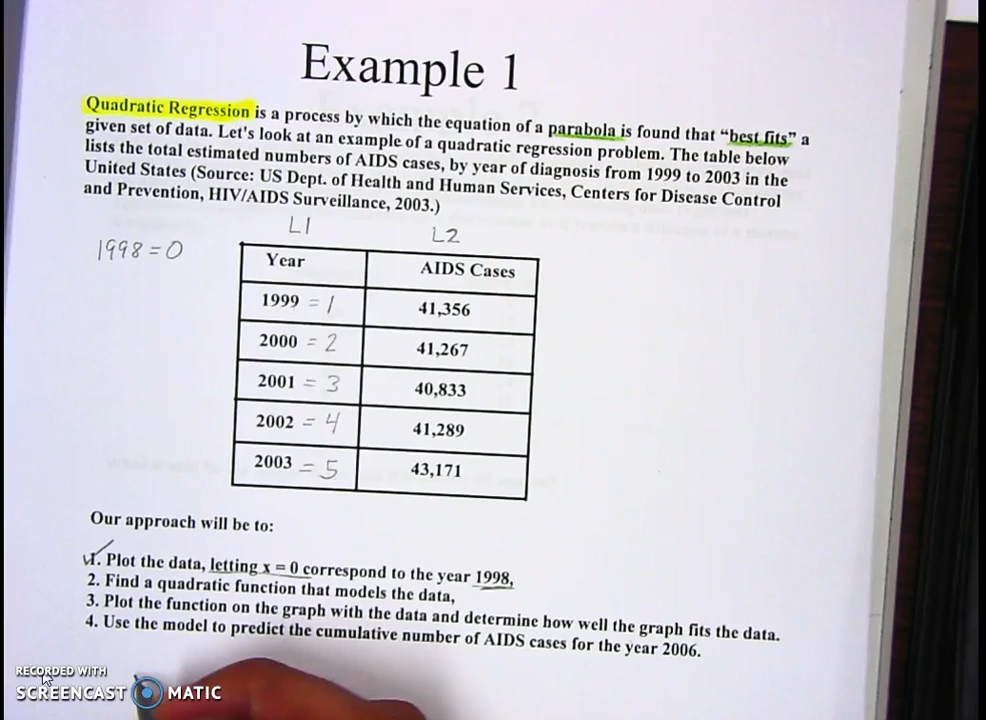 Example 1
Quadratic Regression is a process by which the equation of a parabola is found that “best fits” a
given set of data. Let's look at an example of a quadratic regression problem. The table below
lists the total estimated numbers of AIDS cases, by year of diagnosis from 1999 to 2003 in the
United States (Source: US Dept. of Health and Human Services, Centers for Disease Control
and Prevention, HIV/AIDS Surveillance, 2003.)
L1 L2
1998 = 0
Year AIDS Cases
1999 = 1 41,356
2000 = 2 41,267
2001 = 3 40,833
2002 = 4 41,289
2003 = 5 43,171
Our approach will be to:
1. Plot the data, letting x = 0 correspond to the year 1998,
2. Find a quadratic function that models the data,
3. Plot the function on the graph with the data and determine how well the graph fits the data.
4. Use the model to predict the cumulative number of AIDS cases for the year 2006.
RECORDED WITH
SCREENCAST MATIC